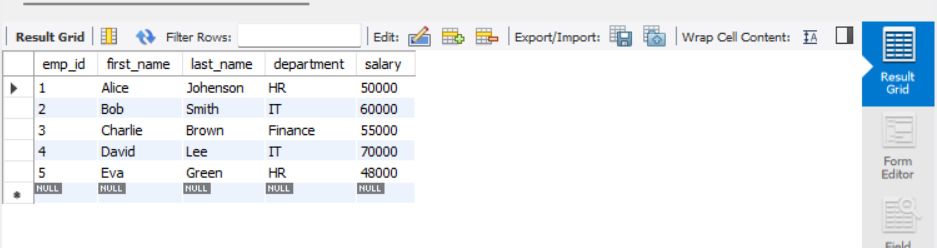 Result Grid Filter Rows: Edit: Export/Import: Wrap Cell Content: IA
emp_id first_name last_name department salary
1 Alice Johenson HR 50000
2 Bob Smith IT 60000
3 Charlie Brown Finance 55000
4 David Lee IT 70000
5 Eva Green HR 48000
NULL NULL NULL NULL NULL
Result
Grid
Form
Editor
Field